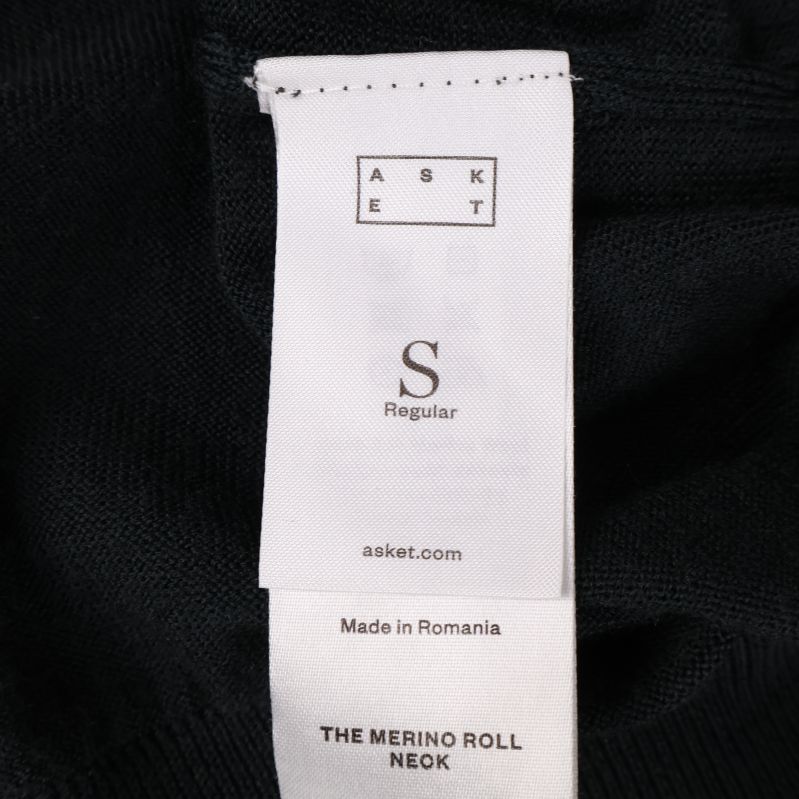 A S K
E T
S
Regular
asket.com
Made in Romania
THE MERINO ROLL
NECK